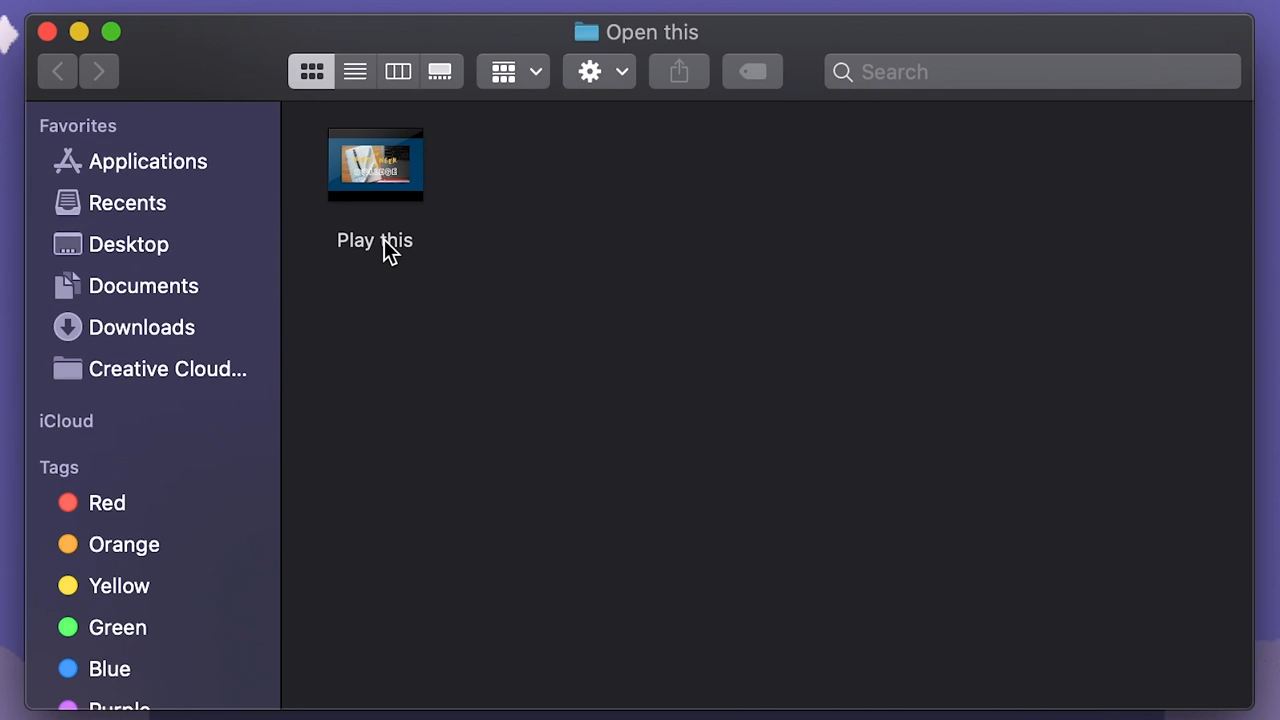 Open this
Search
Favorites
Applications
Recents
Desktop
Documents
Downloads
Creative Cloud...
iCloud
Tags
Red
Orange
Yellow
Green
Blue
Purple
Play this